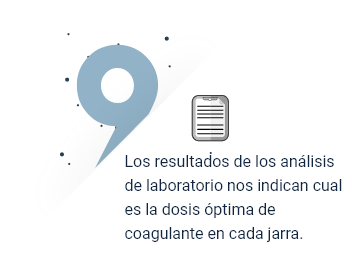 9
Los resultados de los análisis
de laboratorio nos indican cual
es la dosis óptima de
coagulante en cada jarra.